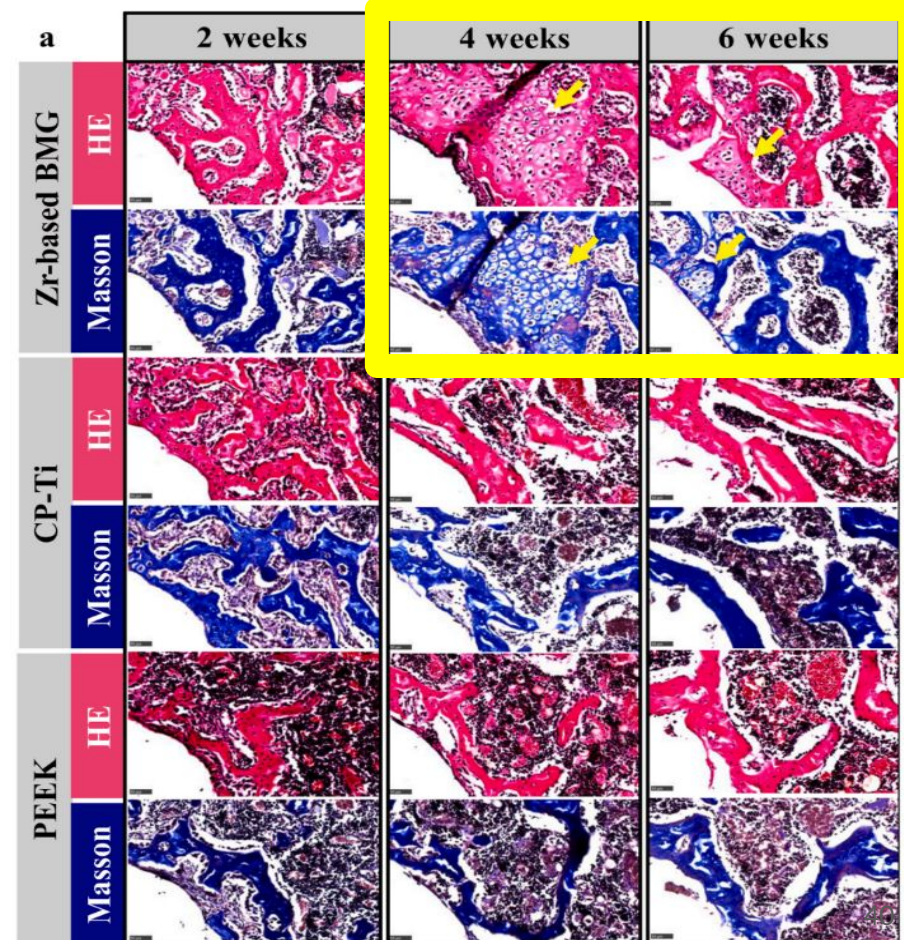 a
2 weeks
4 weeks
6 weeks
Zr-based BMG
HE
Masson
CP-Ti
HE
Masson
PEEK
HE
Masson